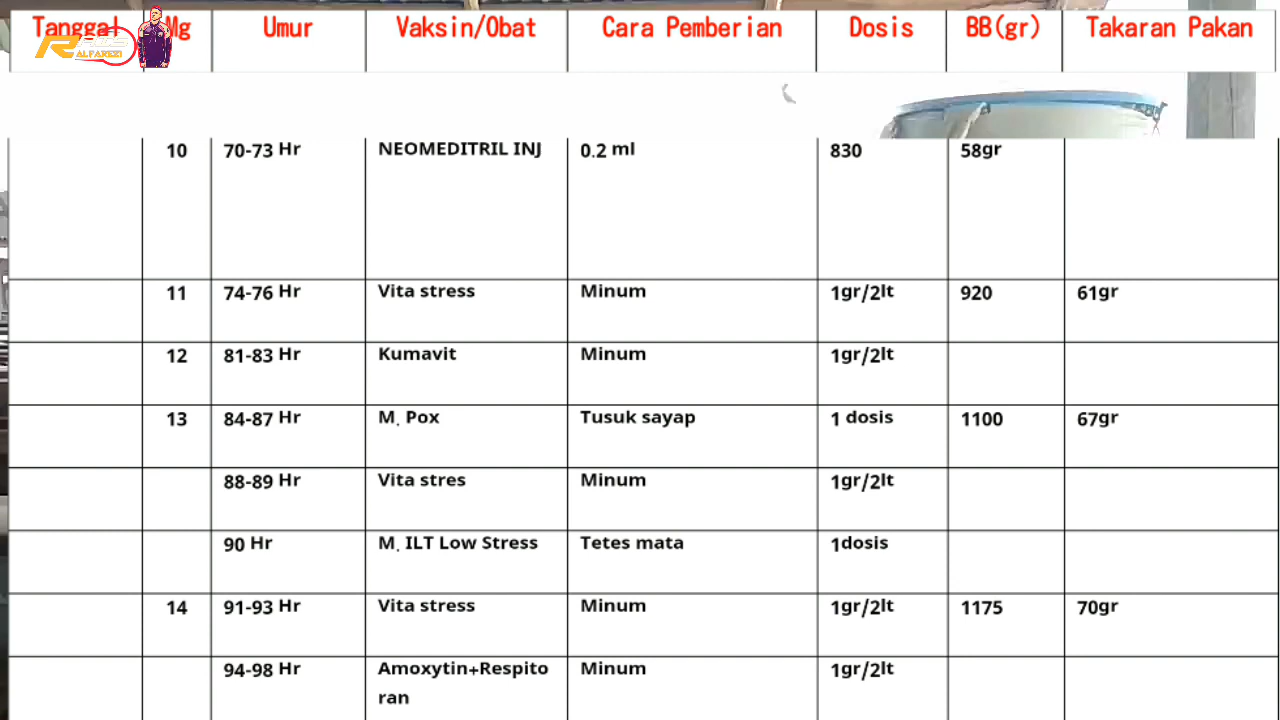 Tanggal Mg Umur Vaksin/Obat Cara Pemberian Dosis BB(gr) Takaran Pakan
ALFAREZI
10 70-73 Hr NEOMEDITRIL INJ 0.2 ml 830 58gr
11 74-76 Hr Vita stress Minum 1gr/2lt 920 61gr
12 81-83 Hr Kumavit Minum 1gr/2lt
13 84-87 Hr M. Pox Tusuk sayap 1 dosis 1100 67gr
88-89 Hr Vita stres Minum 1gr/2lt
90 Hr M. ILT Low Stress Tetes mata 1dosis
14 91-93 Hr Vita stress Minum 1gr/2lt 1175 70gr
94-98 Hr Amoxytin+Respito Minum 1gr/2lt
ran